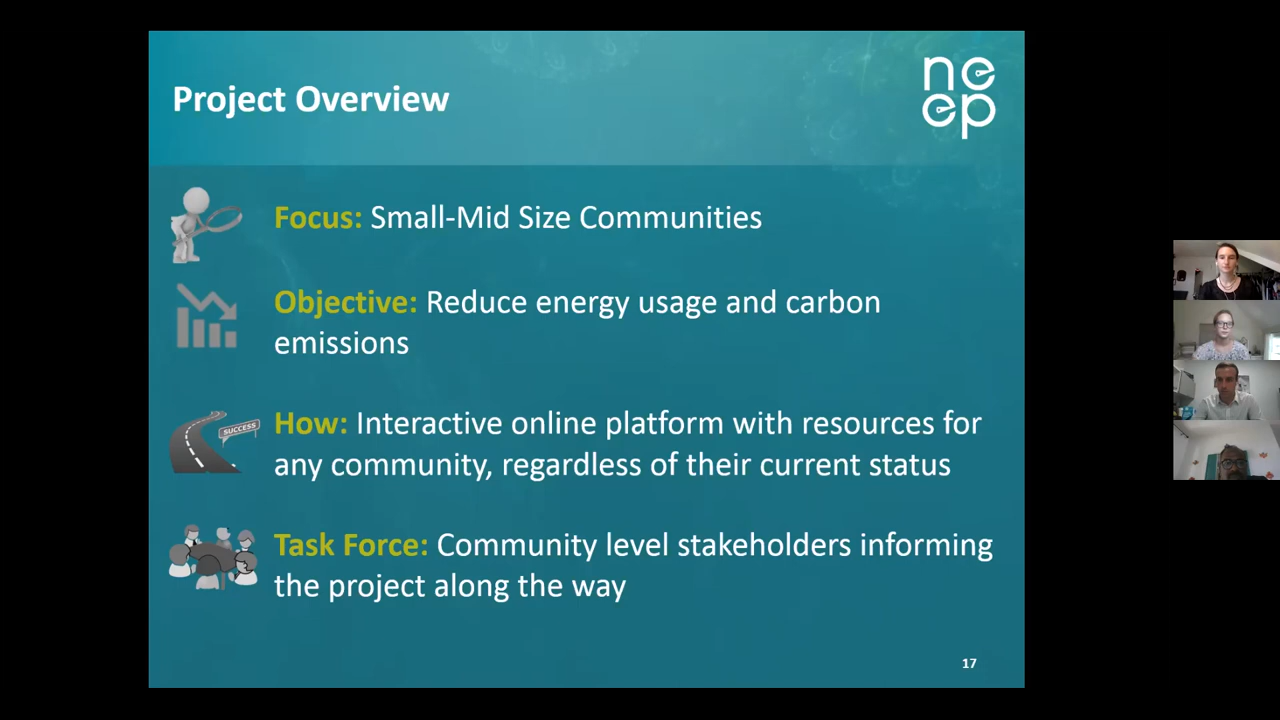 Project Overview
neep
Focus: Small-Mid Size Communities
Objective: Reduce energy usage and carbon
emissions
SUCCESS
How: Interactive online platform with resources for
any community, regardless of their current status
Task Force: Community level stakeholders informing
the project along the way
17